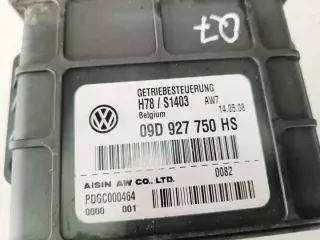 Q7
GETRIEBESTEUERUNG
H78 / S1403 AW7
Belgium 14.05.08
09D 927 750 HS
0082
AISIN AW CO., LTD.
PDGC000464
0000 001